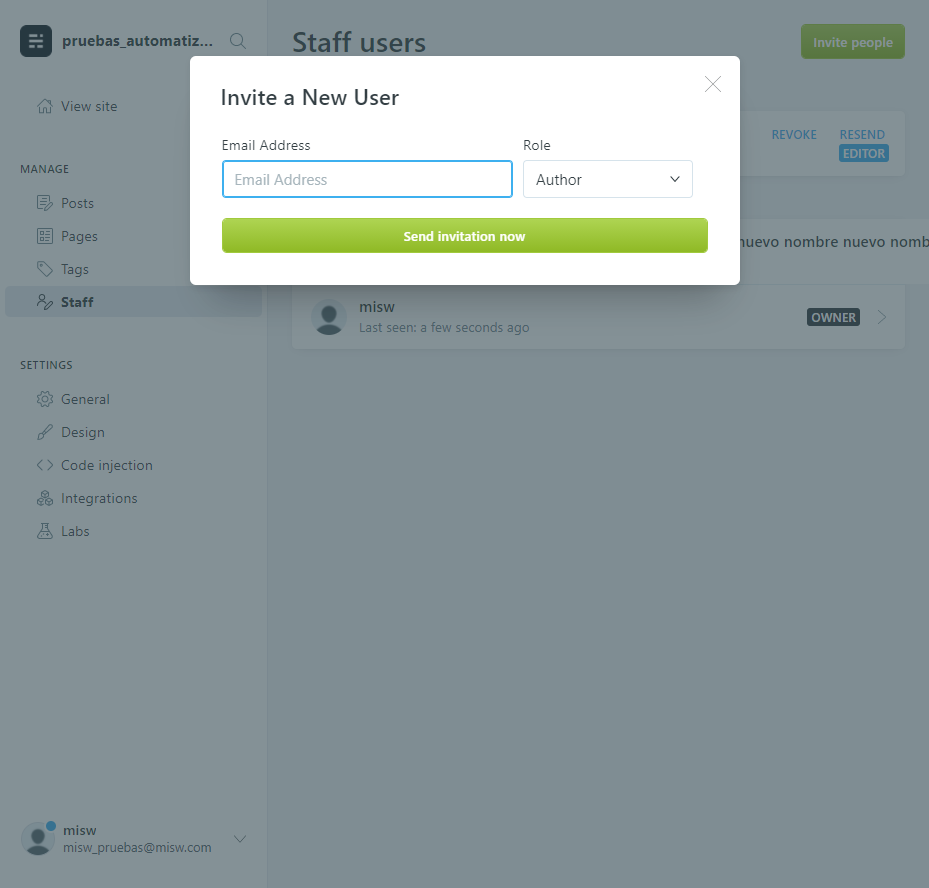 pruebas_automatiz...
Staff users
Invite people
Invite a New User
Email Address
Role
Email Address
Author
Send invitation now
View site
REVOKE
RESEND
EDITOR
MANAGE
Posts
Pages
Tags
Staff
nuevo nombre nuevo nomb
misw
Last seen: a few seconds ago
OWNER
SETTINGS
General
Design
Code injection
Integrations
Labs
misw
misw_pruebas@misw.com